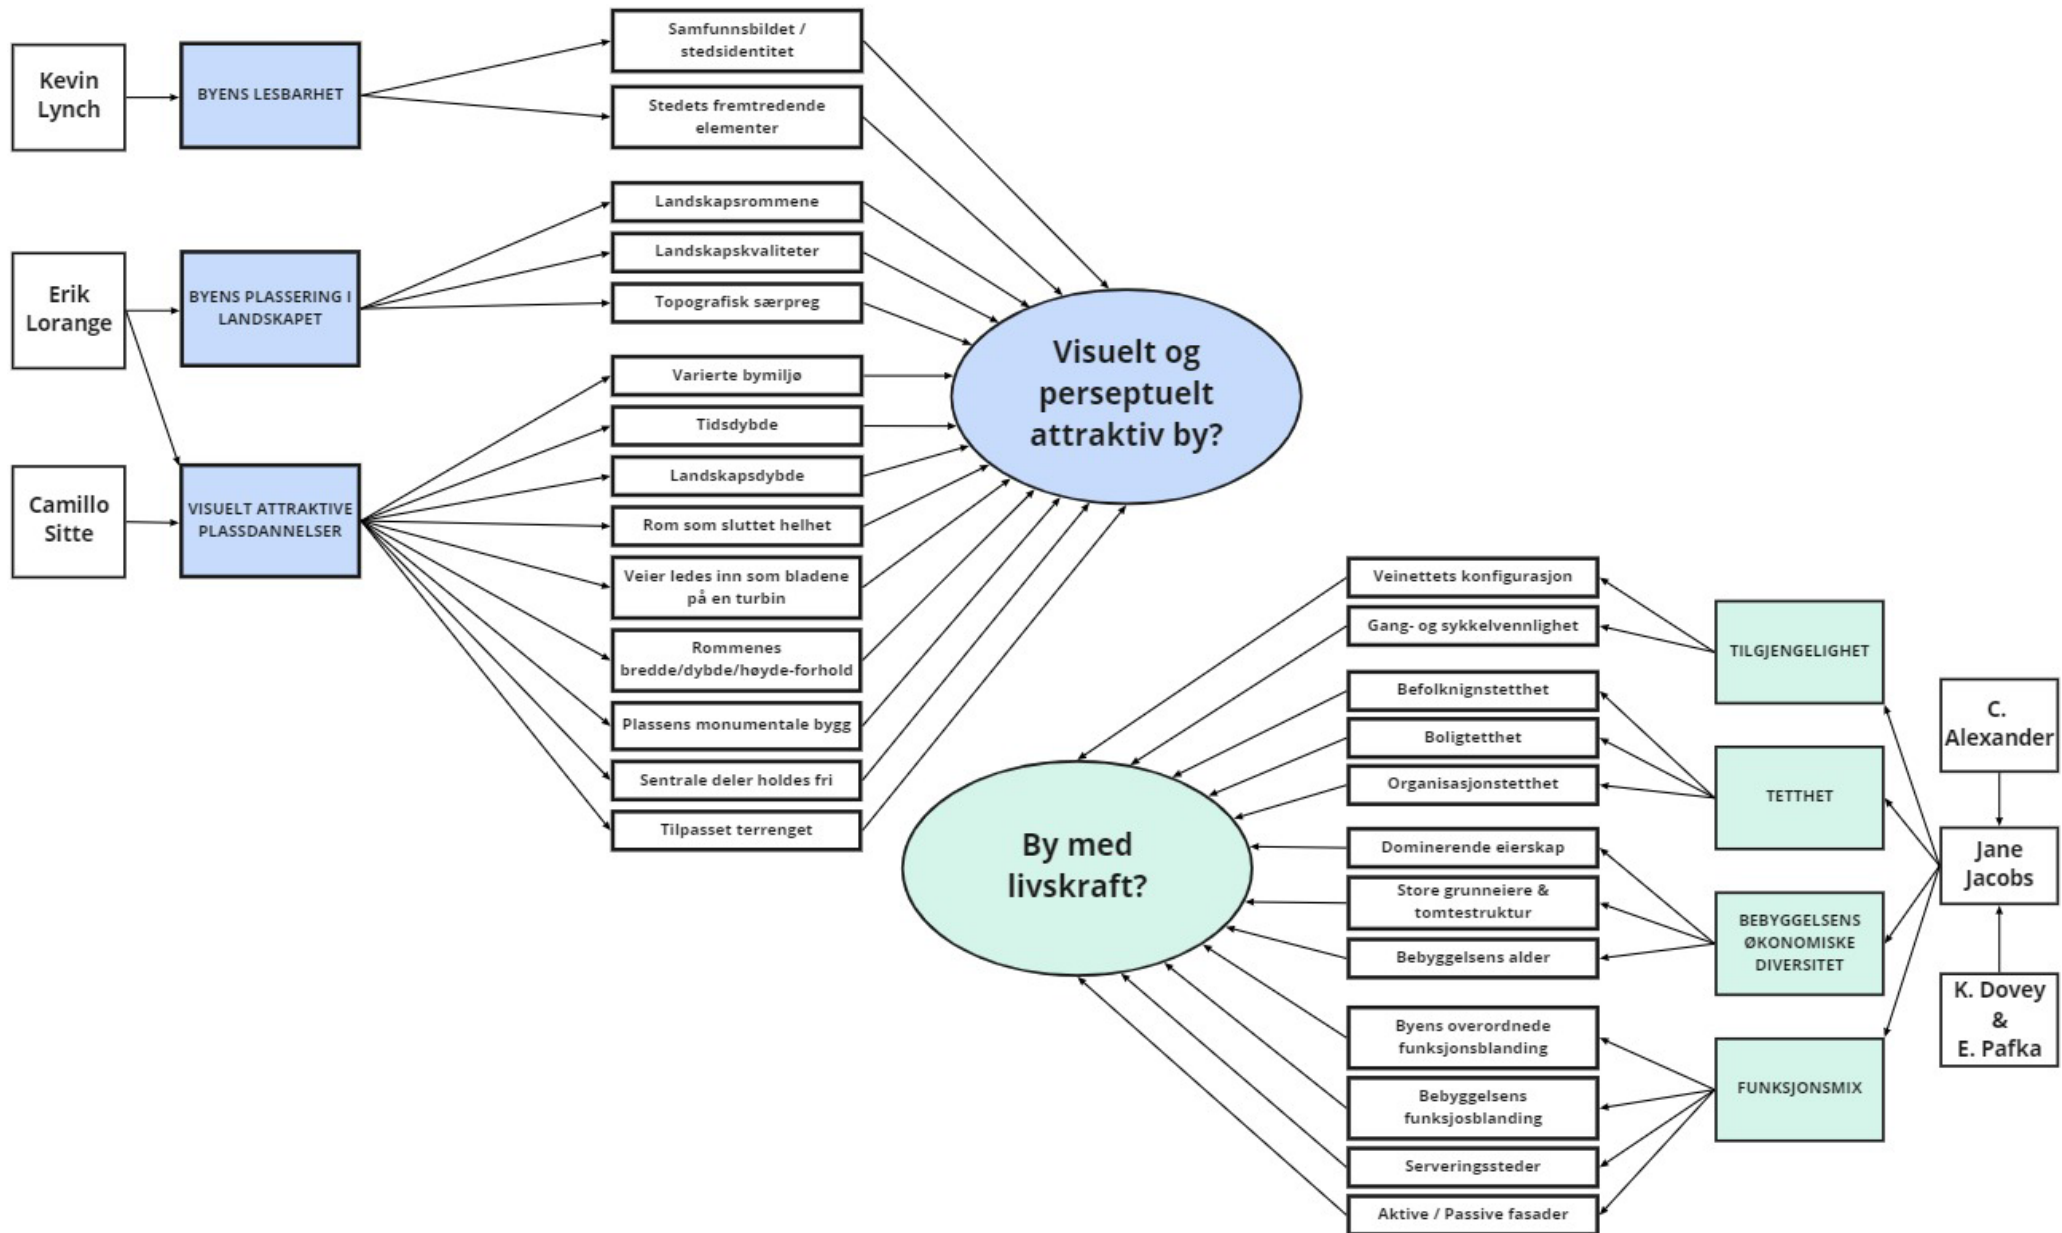 Kevin
Lynch
BYENS LESBARHET
Samfunnsbildet /
stedsidentitet
Stedets fremtredende
elementer
Erik
Lorange
BYENS PLASSERING I
LANDSKAPET
Landskapsrommene
Landskapskvaliteter
Topografisk særpreg
Camillo
Sitte
VISUELT ATTRAKTIVE
PLASSDANNELSER
Varierte bymiljø
Tidsdybde
Landskapsdybde
Rom som sluttet helhet
Veier ledes inn som bladene
på en turbin
Rommenes
bredde/dybde/høyde-forhold
Plassens monumentale bygg
Sentrale deler holdes fri
Tilpasset terrenget
Visuelt og
perseptuelt
attraktiv by?
By med
livskraft?
Veinettets konfigurasjon
Gang- og sykkelvennlighet
Befolknignstetthet
Boligtetthet
Organisasjonstetthet
Dominerende eierskap
Store grunneiere &
tomtestruktur
Bebyggelsens alder
Byens overordnede
funksjonsblanding
Bebyggelsens
funksjosblanding
Serveringssteder
Aktive / Passive fasader
TILGJENGELIGHET
TETTHET
BEBYGGELSENS
ØKONOMISKE
DIVERSITET
FUNKSJONSMIX
C.
Alexander
Jane
Jacobs
K. Dovey
&
E. Pafka